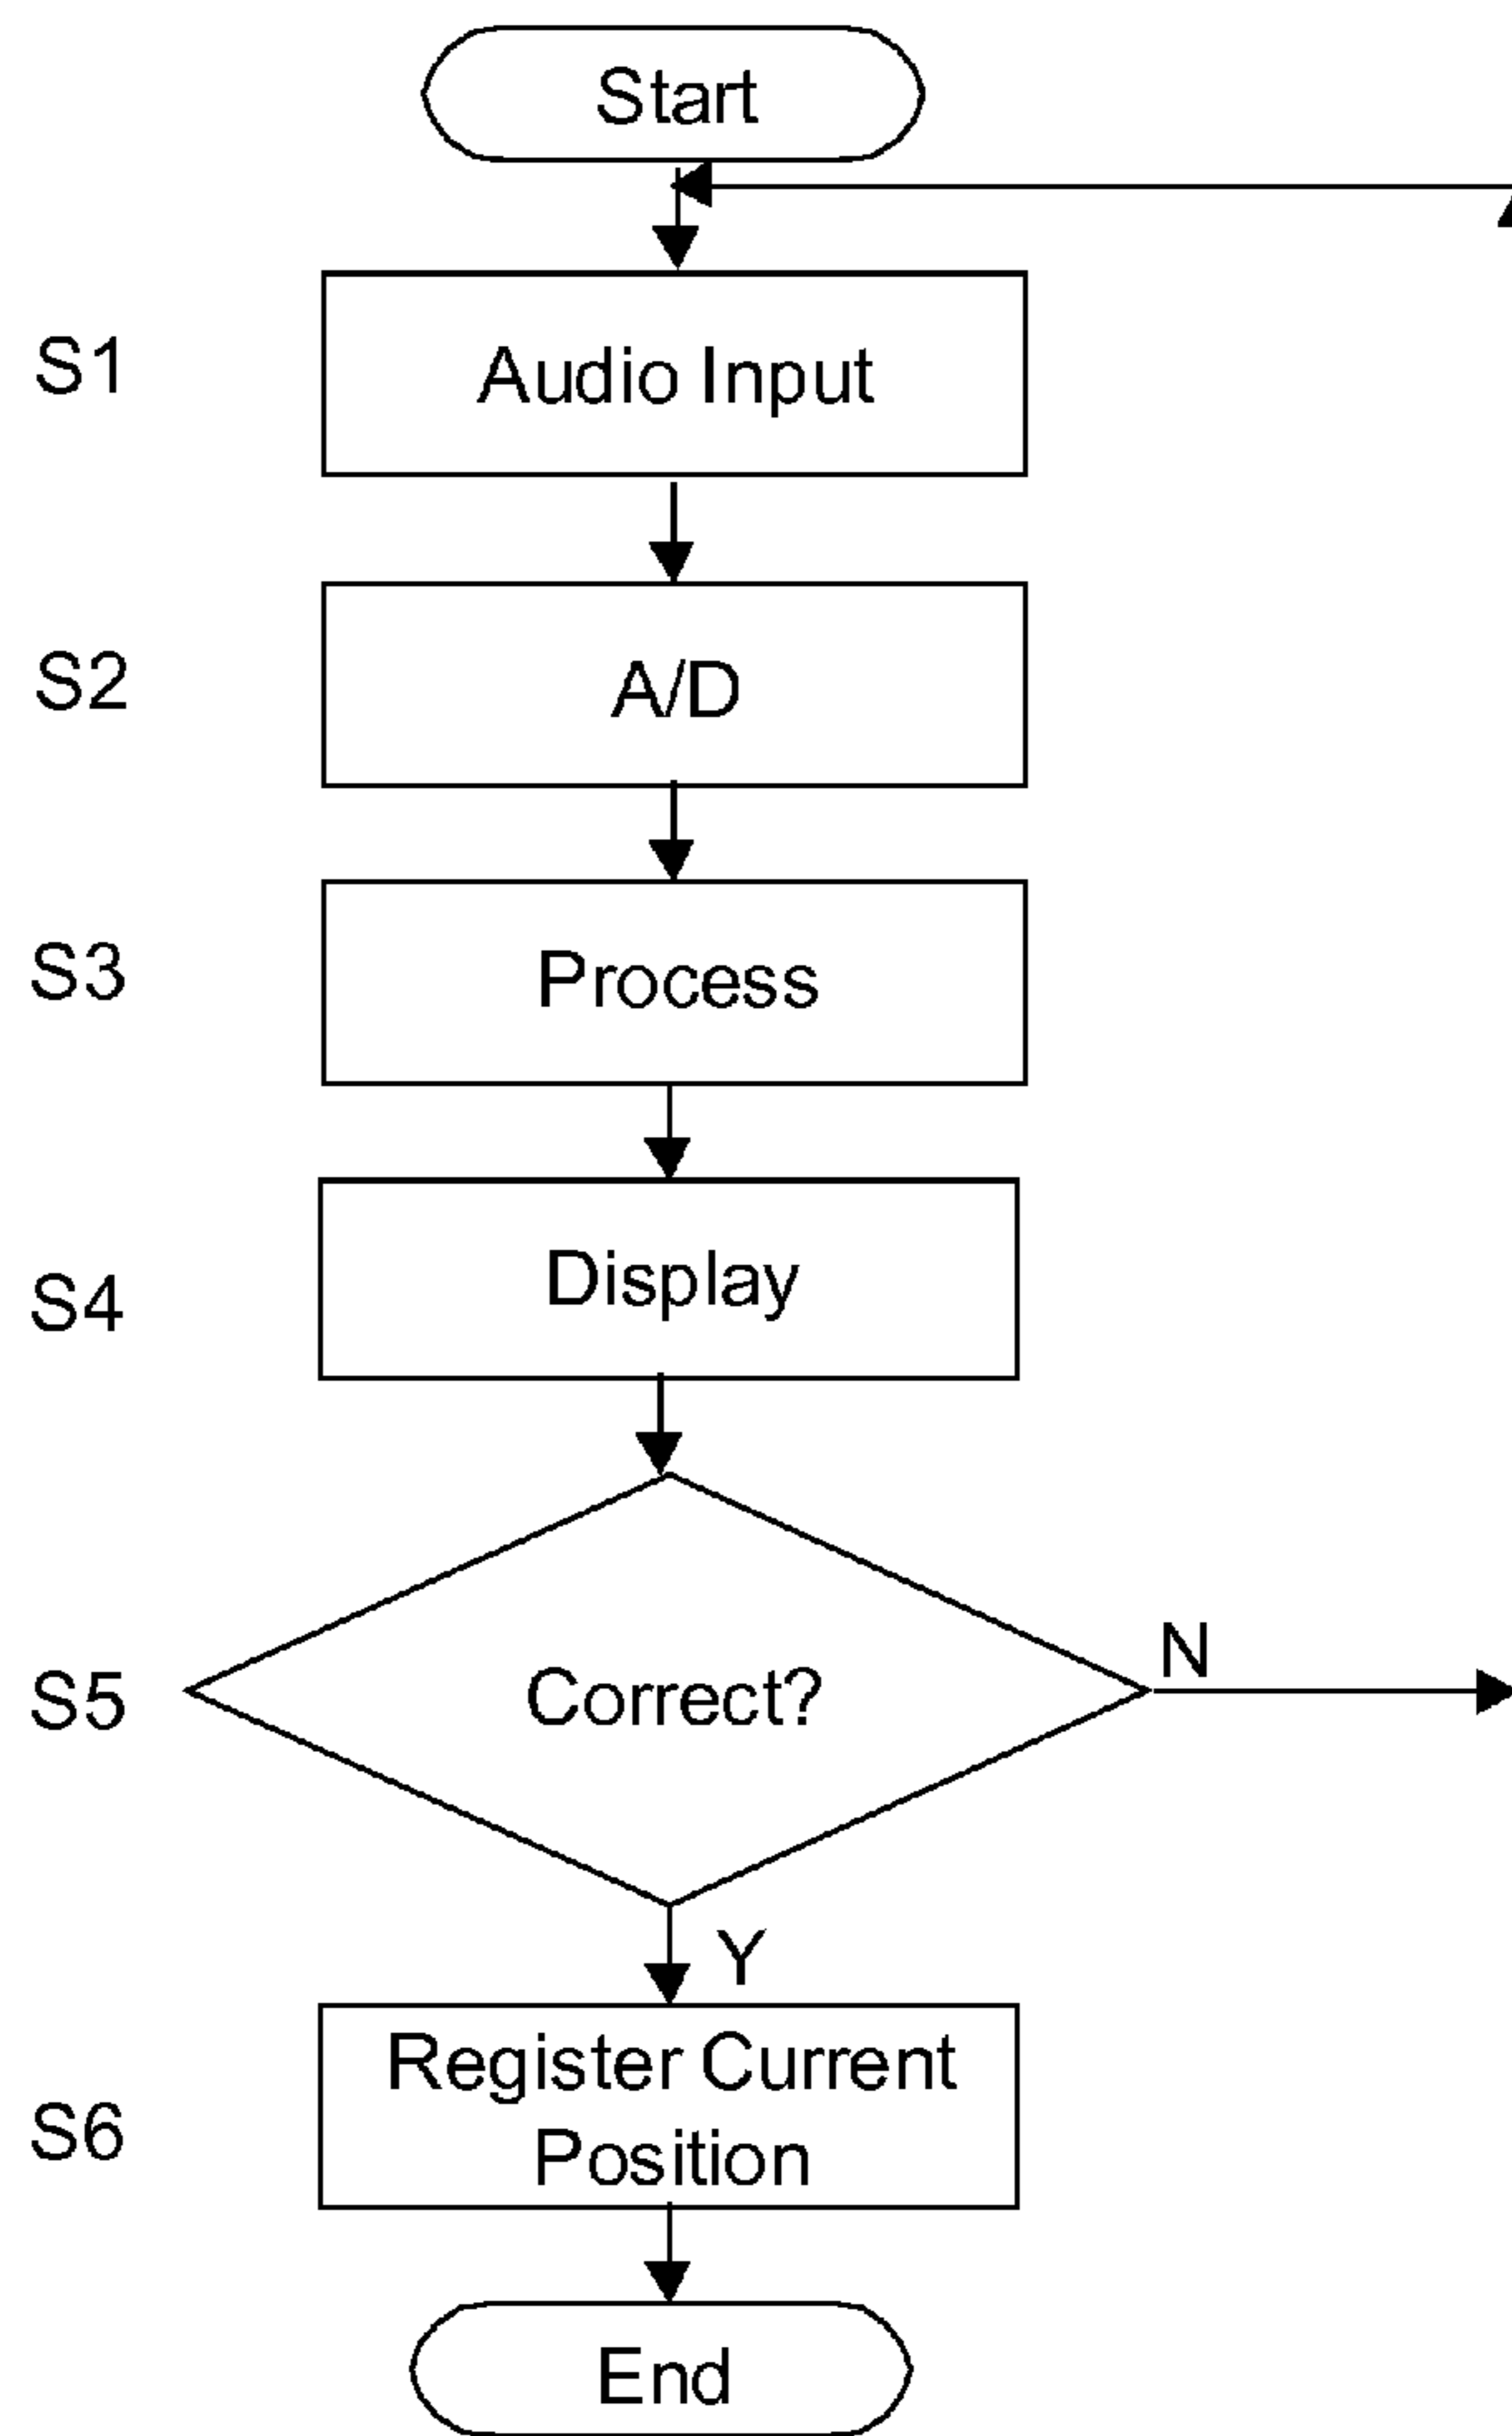 Start
S1
Audio Input
S2
A/D
S3
Process
S4
Display
S5
Correct?
N
Y
S6
Register Current
Position
End